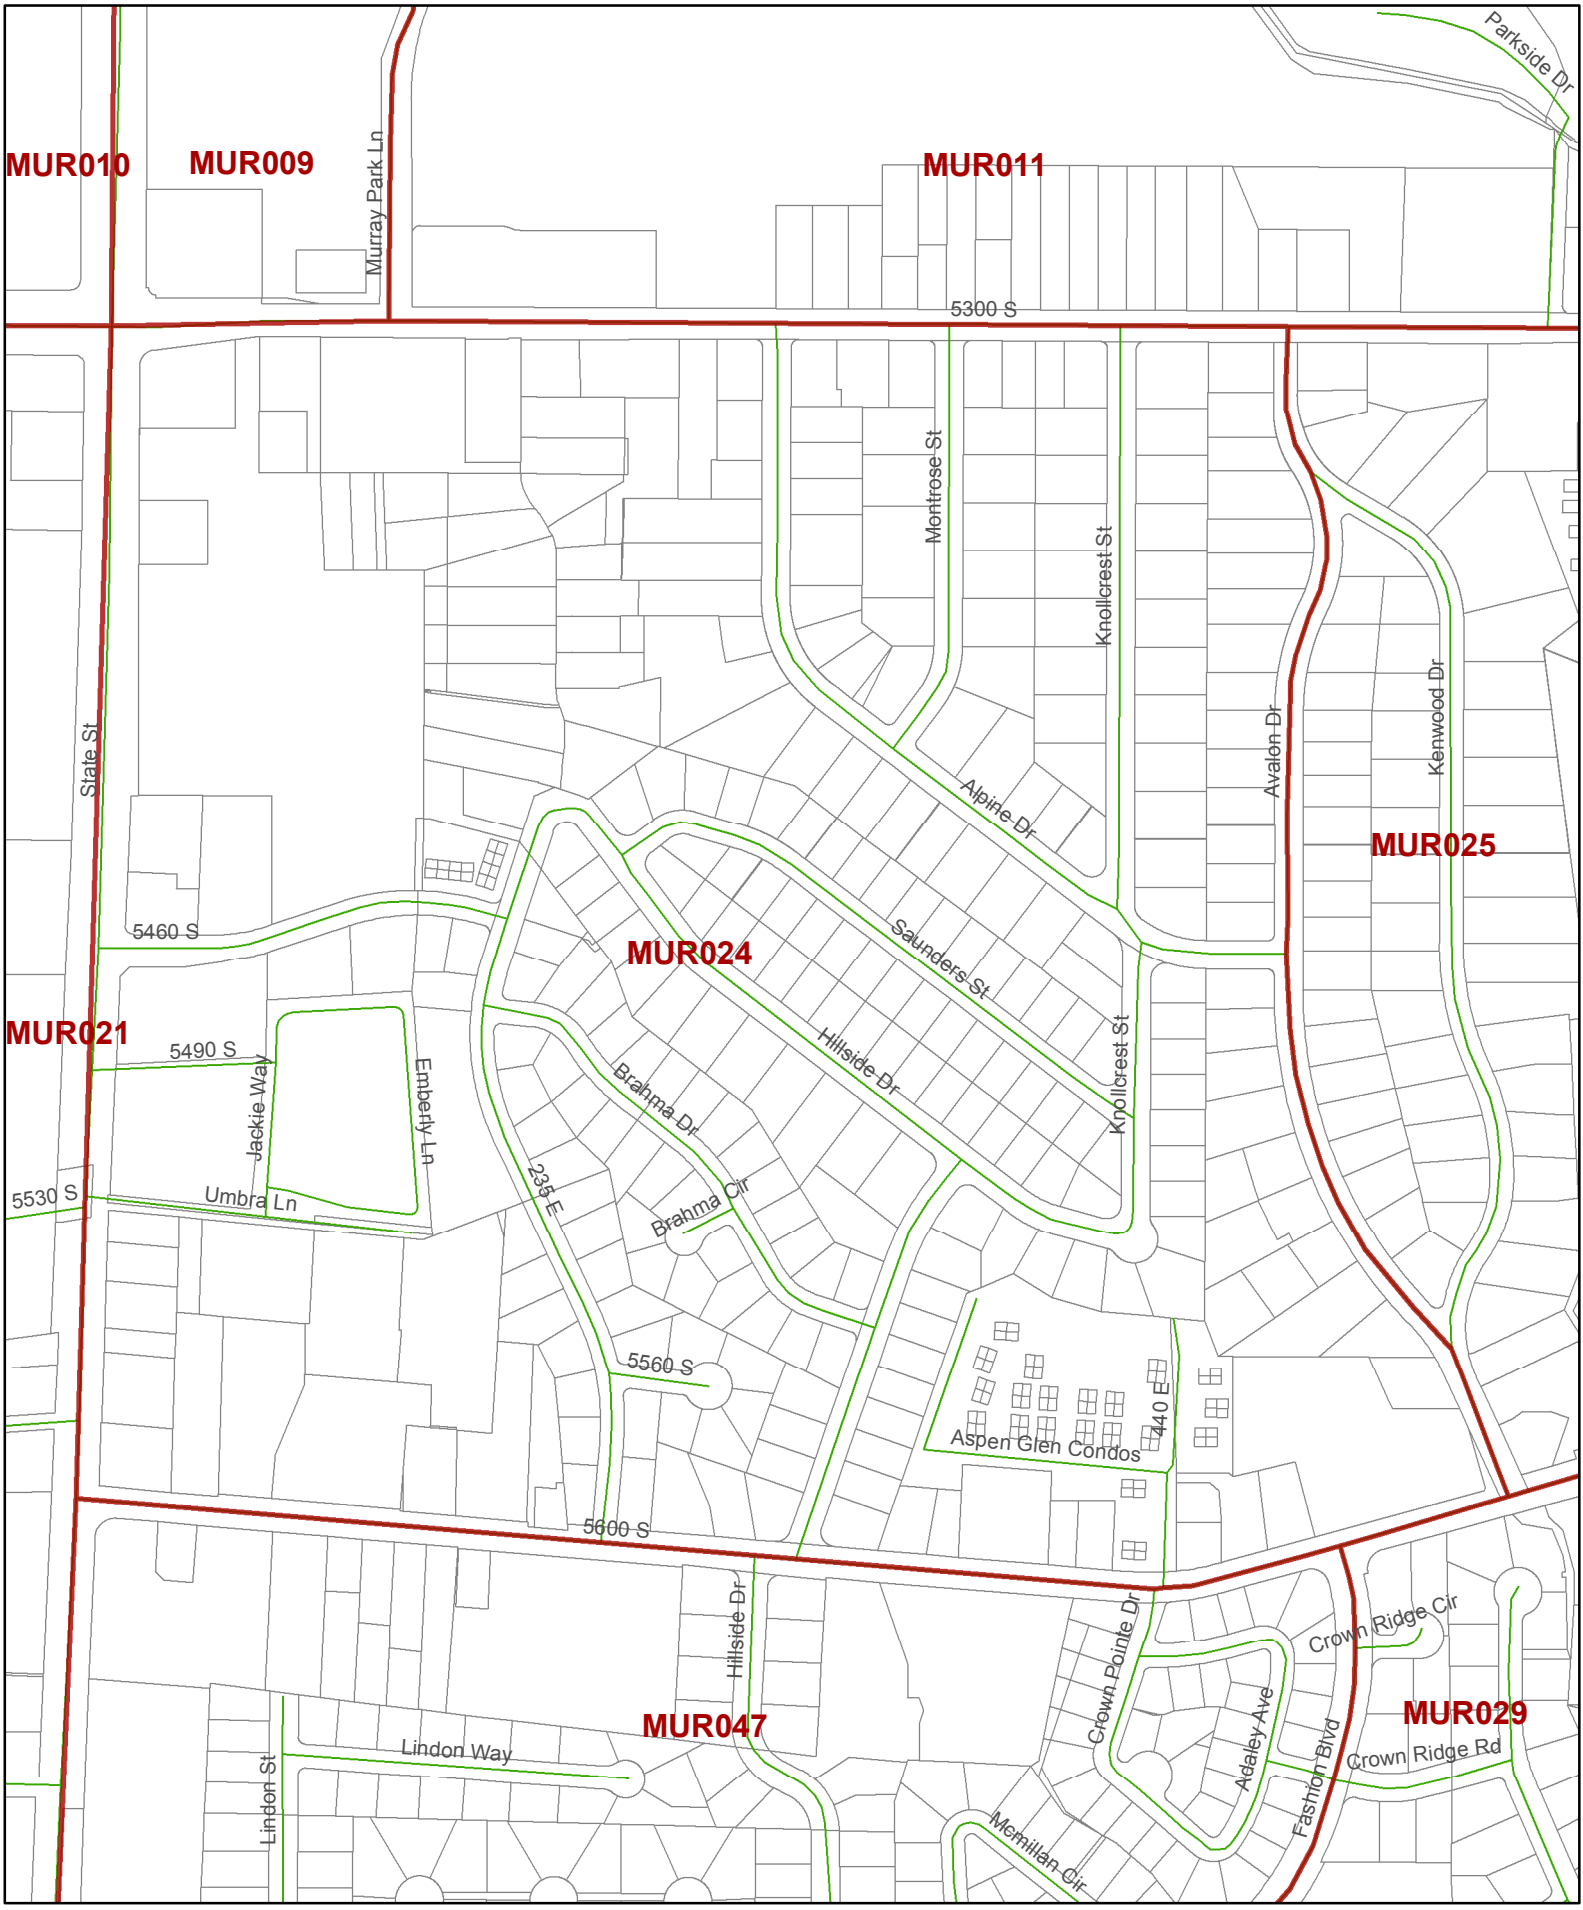 Parkside Dr
MUR010
MUR009
Murray Park Ln
MUR011
5300 S
Montrose St
Knollcrest St
State St
Avalon Dr
Kenwood Dr
Alpine Dr
MUR025
5460 S
MUR024
Saunders St
MUR021
5490 S
Jackie Way
Emberly Ln
Hillside Dr
Knollcrest St
Brahma Dr
5530 S
Umbra Ln
235 E
Brahma Cir
5560 S
440 E
Aspen Glen Condos
5600 S
Hillside Dr
Crown Pointe Dr
Crown Ridge Cir
MUR047
Adaley Ave
MUR029
Lindon Way
Lindon St
Fashion Blvd
Crown Ridge Rd
Mcmillan Cir